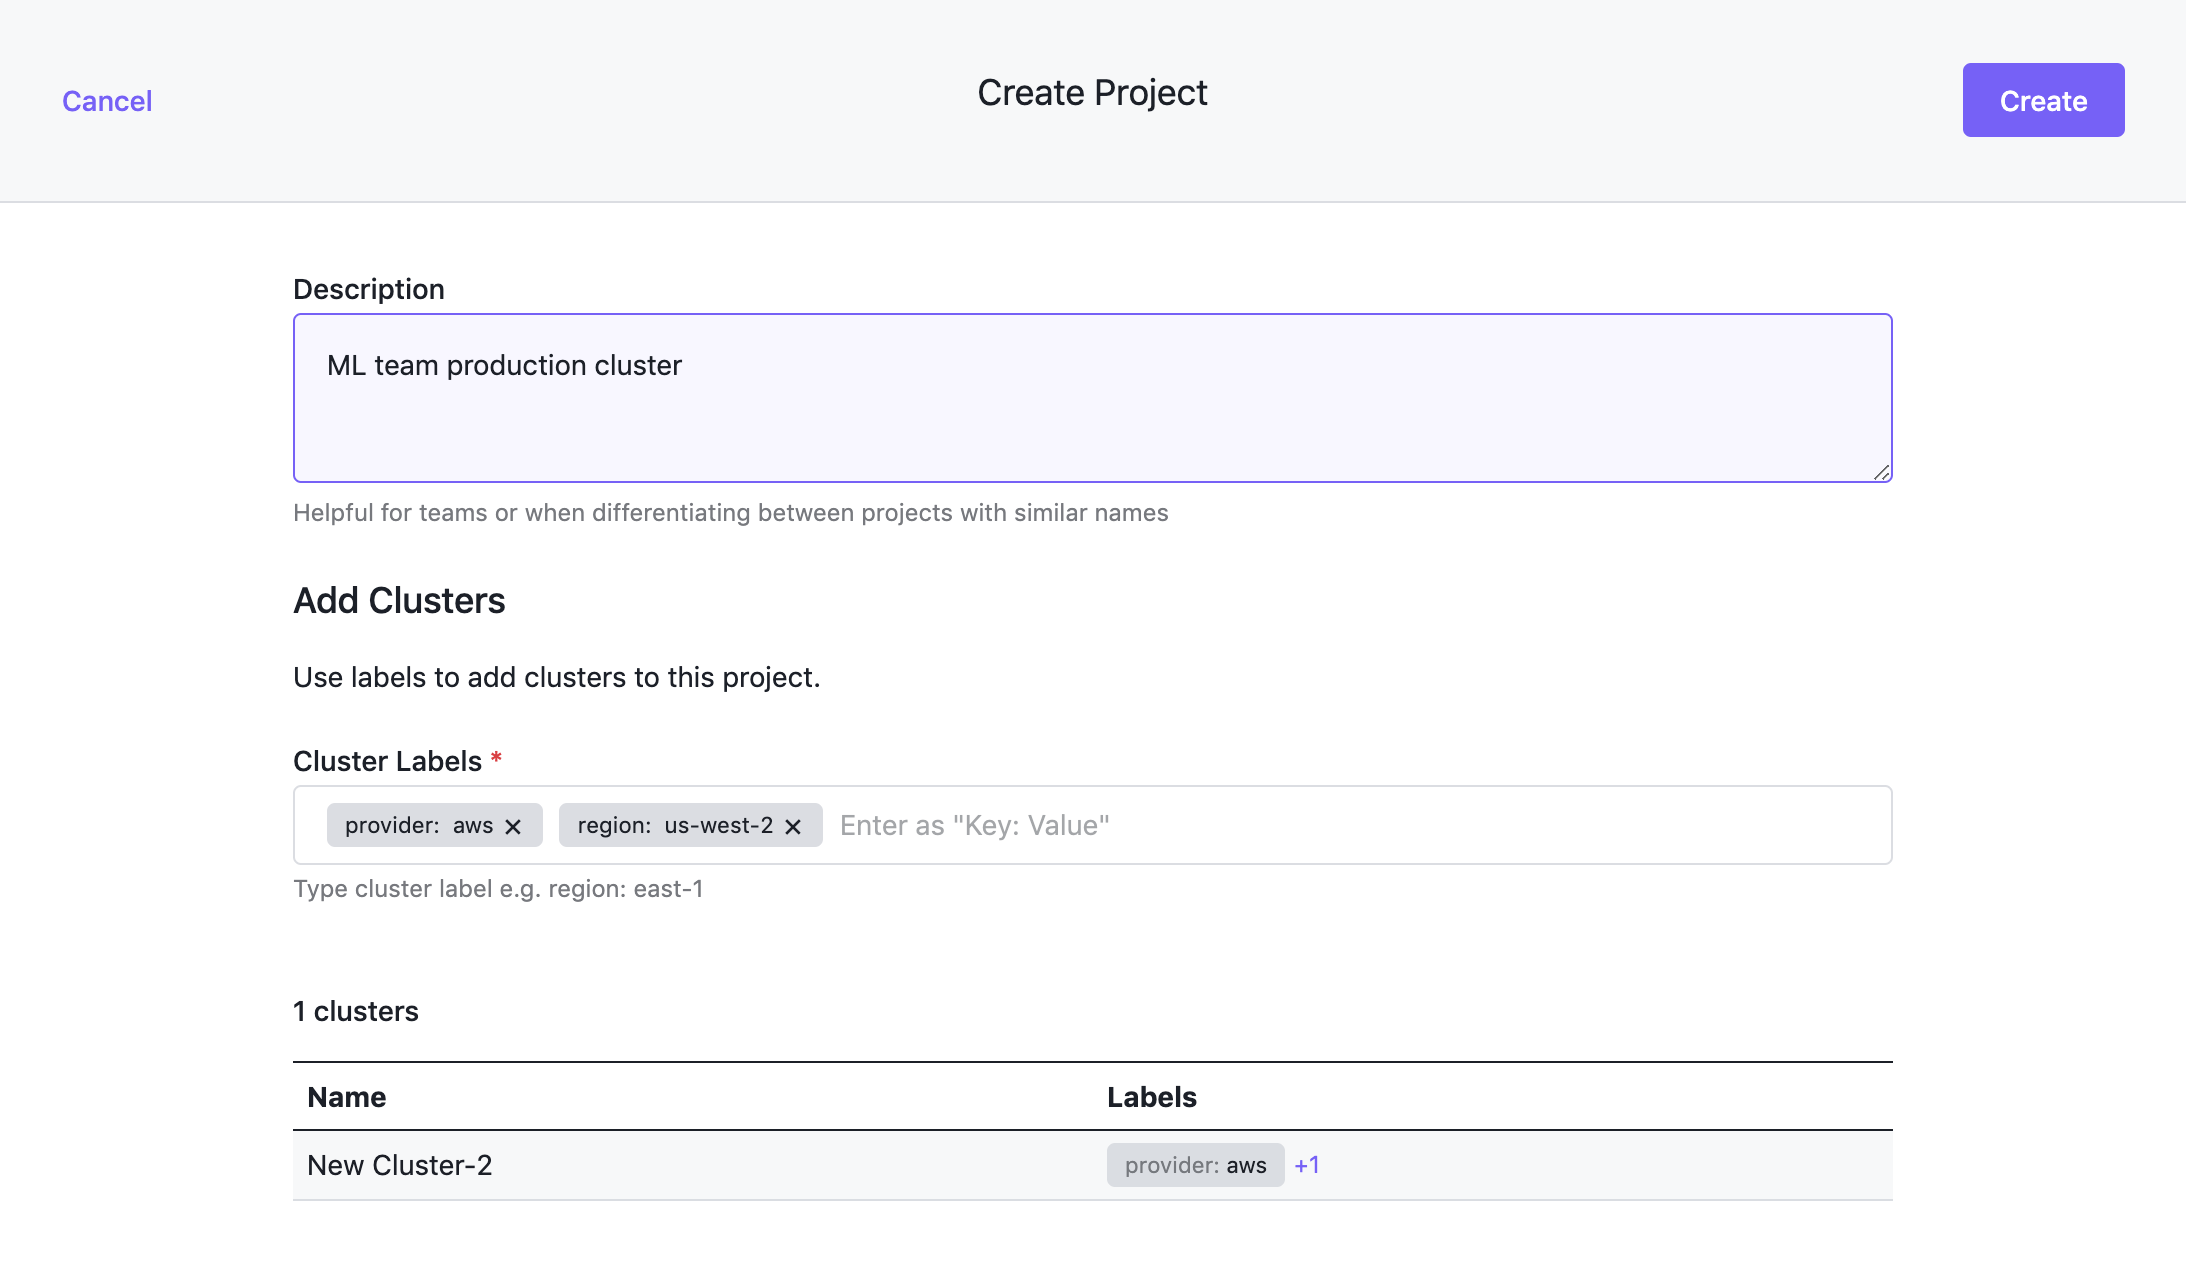 Cancel
Create Project
Create
Description
ML team production cluster
Helpful for teams or when differentiating between projects with similar names
Add Clusters
Use labels to add clusters to this project.
Cluster Labels *
provider: aws × region: us-west-2 × Enter as "Key: Value"
Type cluster label e.g. region: east-1
1 clusters
Name Labels
New Cluster-2 provider: aws +1